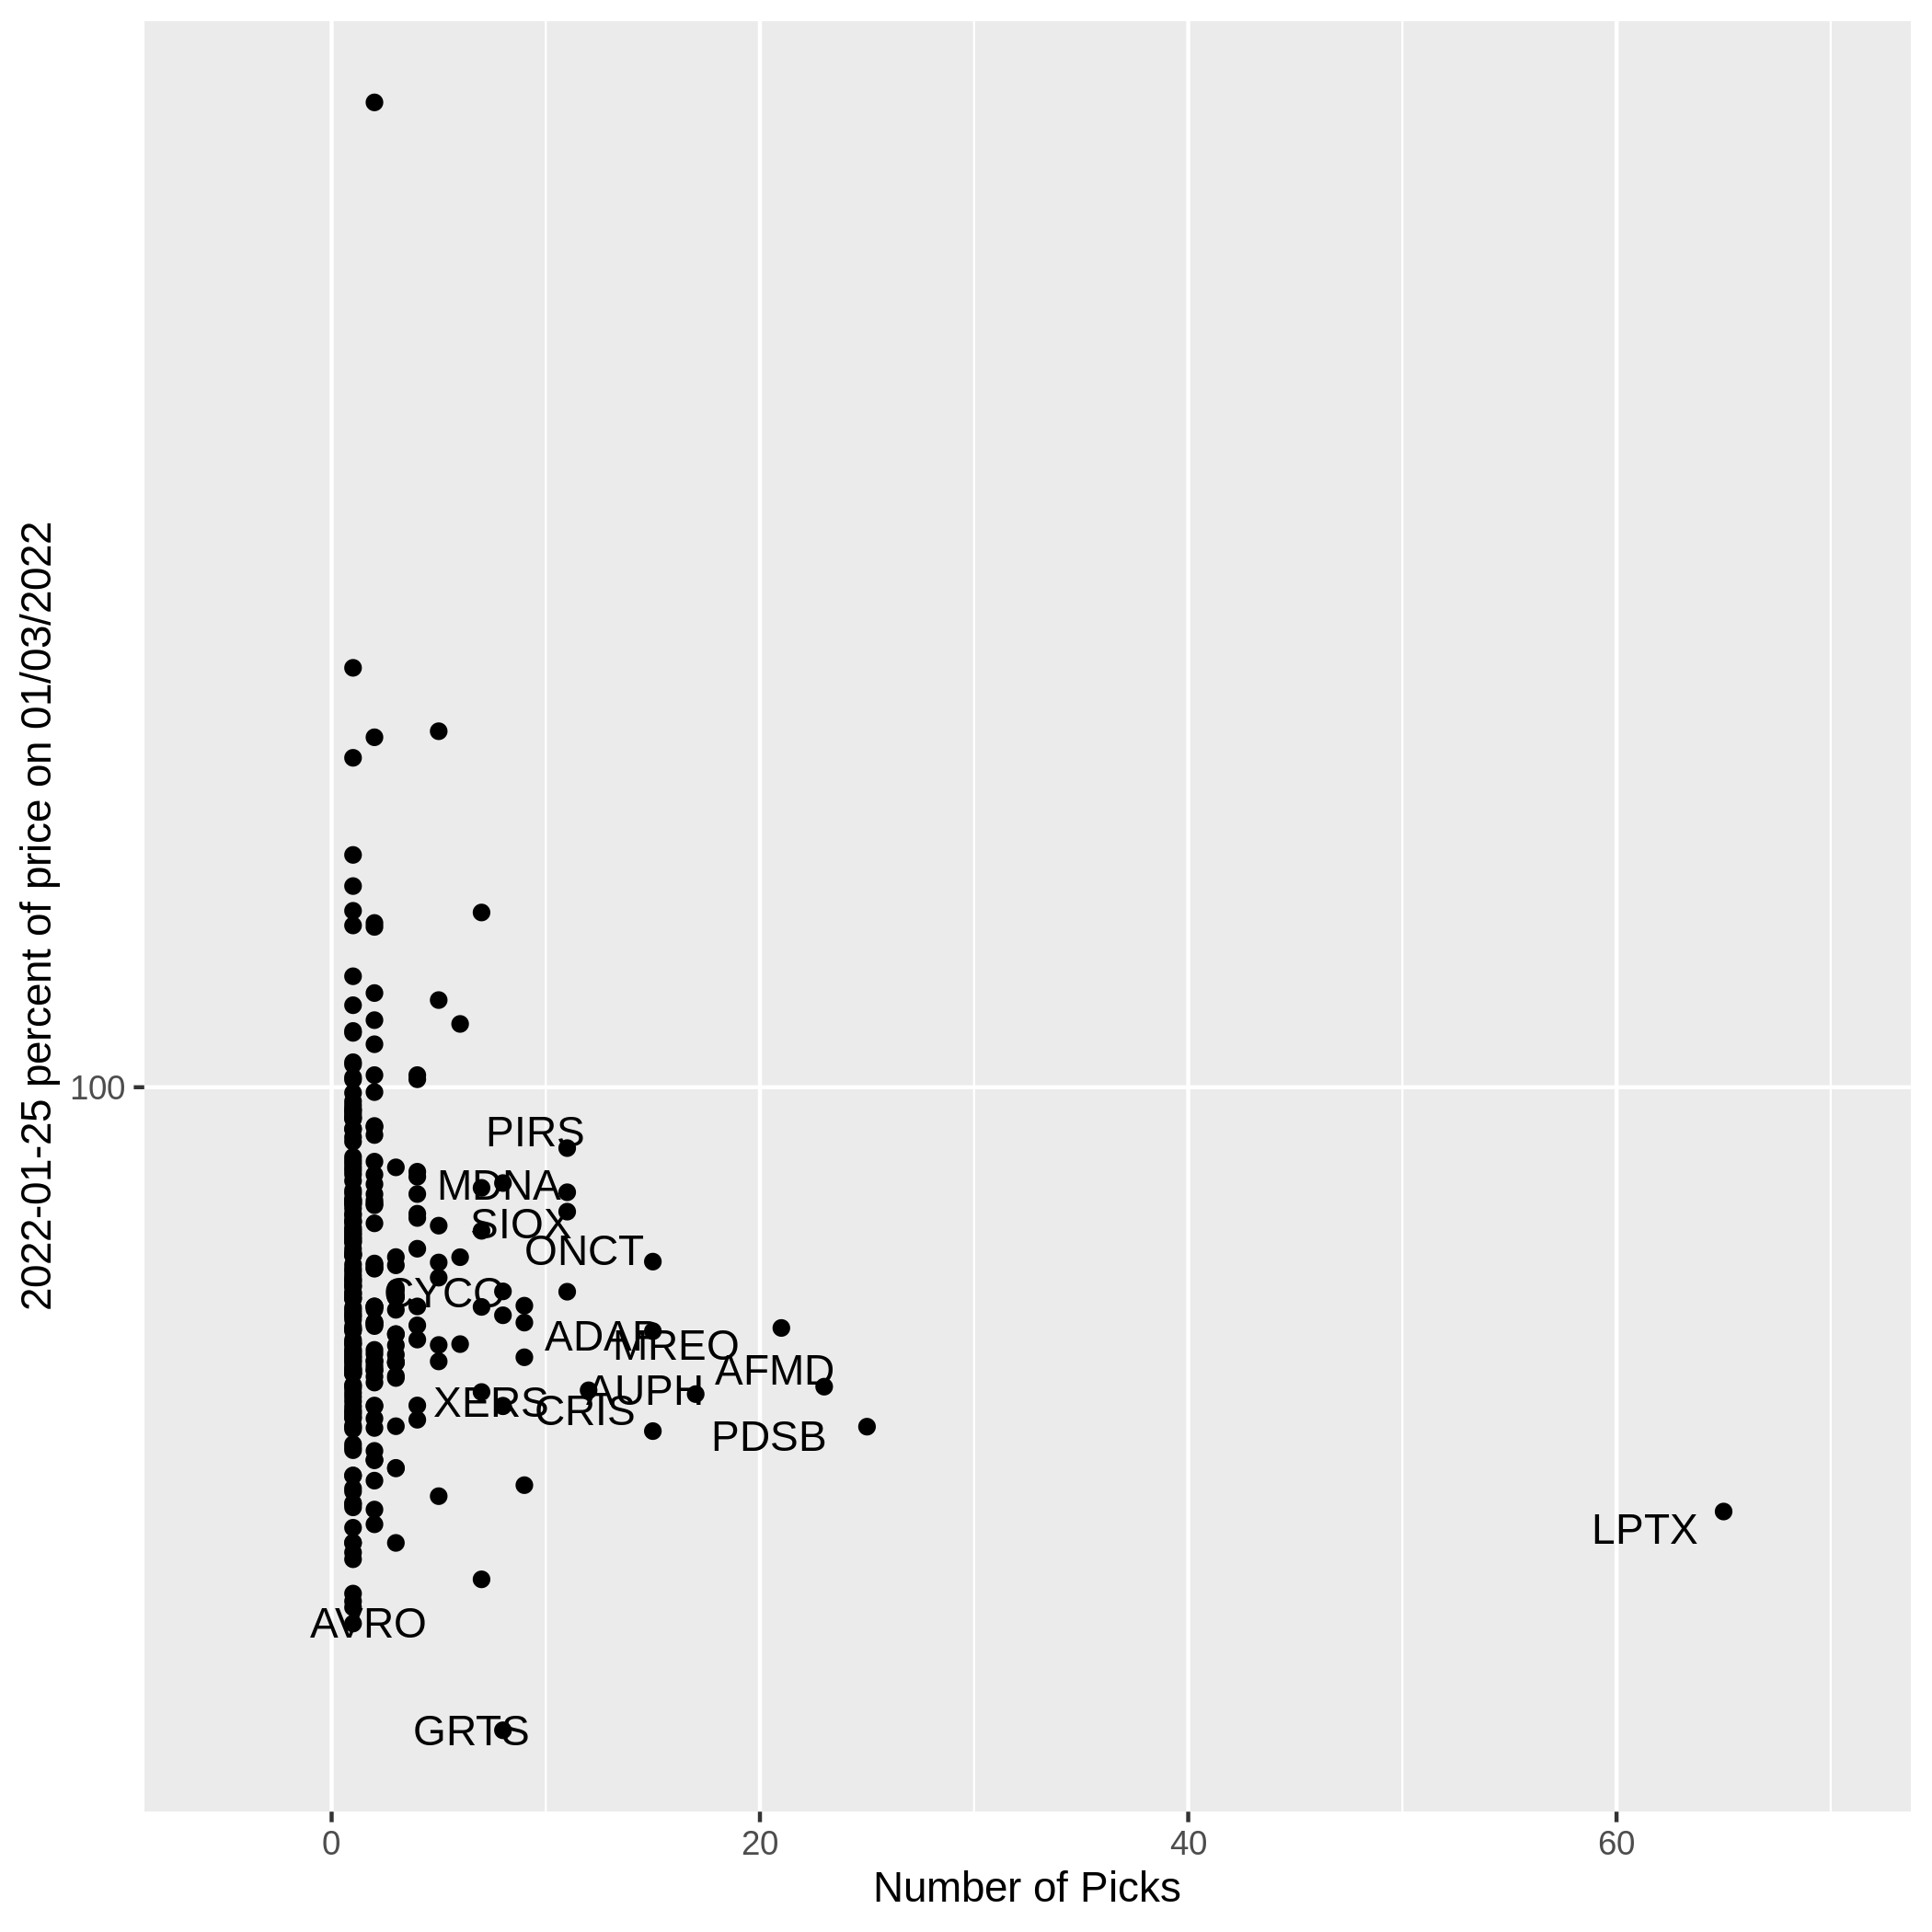 2022-01-25 percent of price on 01/03/2022
100
PIRS
MDNA
SIOX
ONCT
CYCC
ADAP
MREO
AFMD
AUPH
XERS
CRIS
PDSB
LPTX
AVRO
GRTS
0 20 40 60
Number of Picks